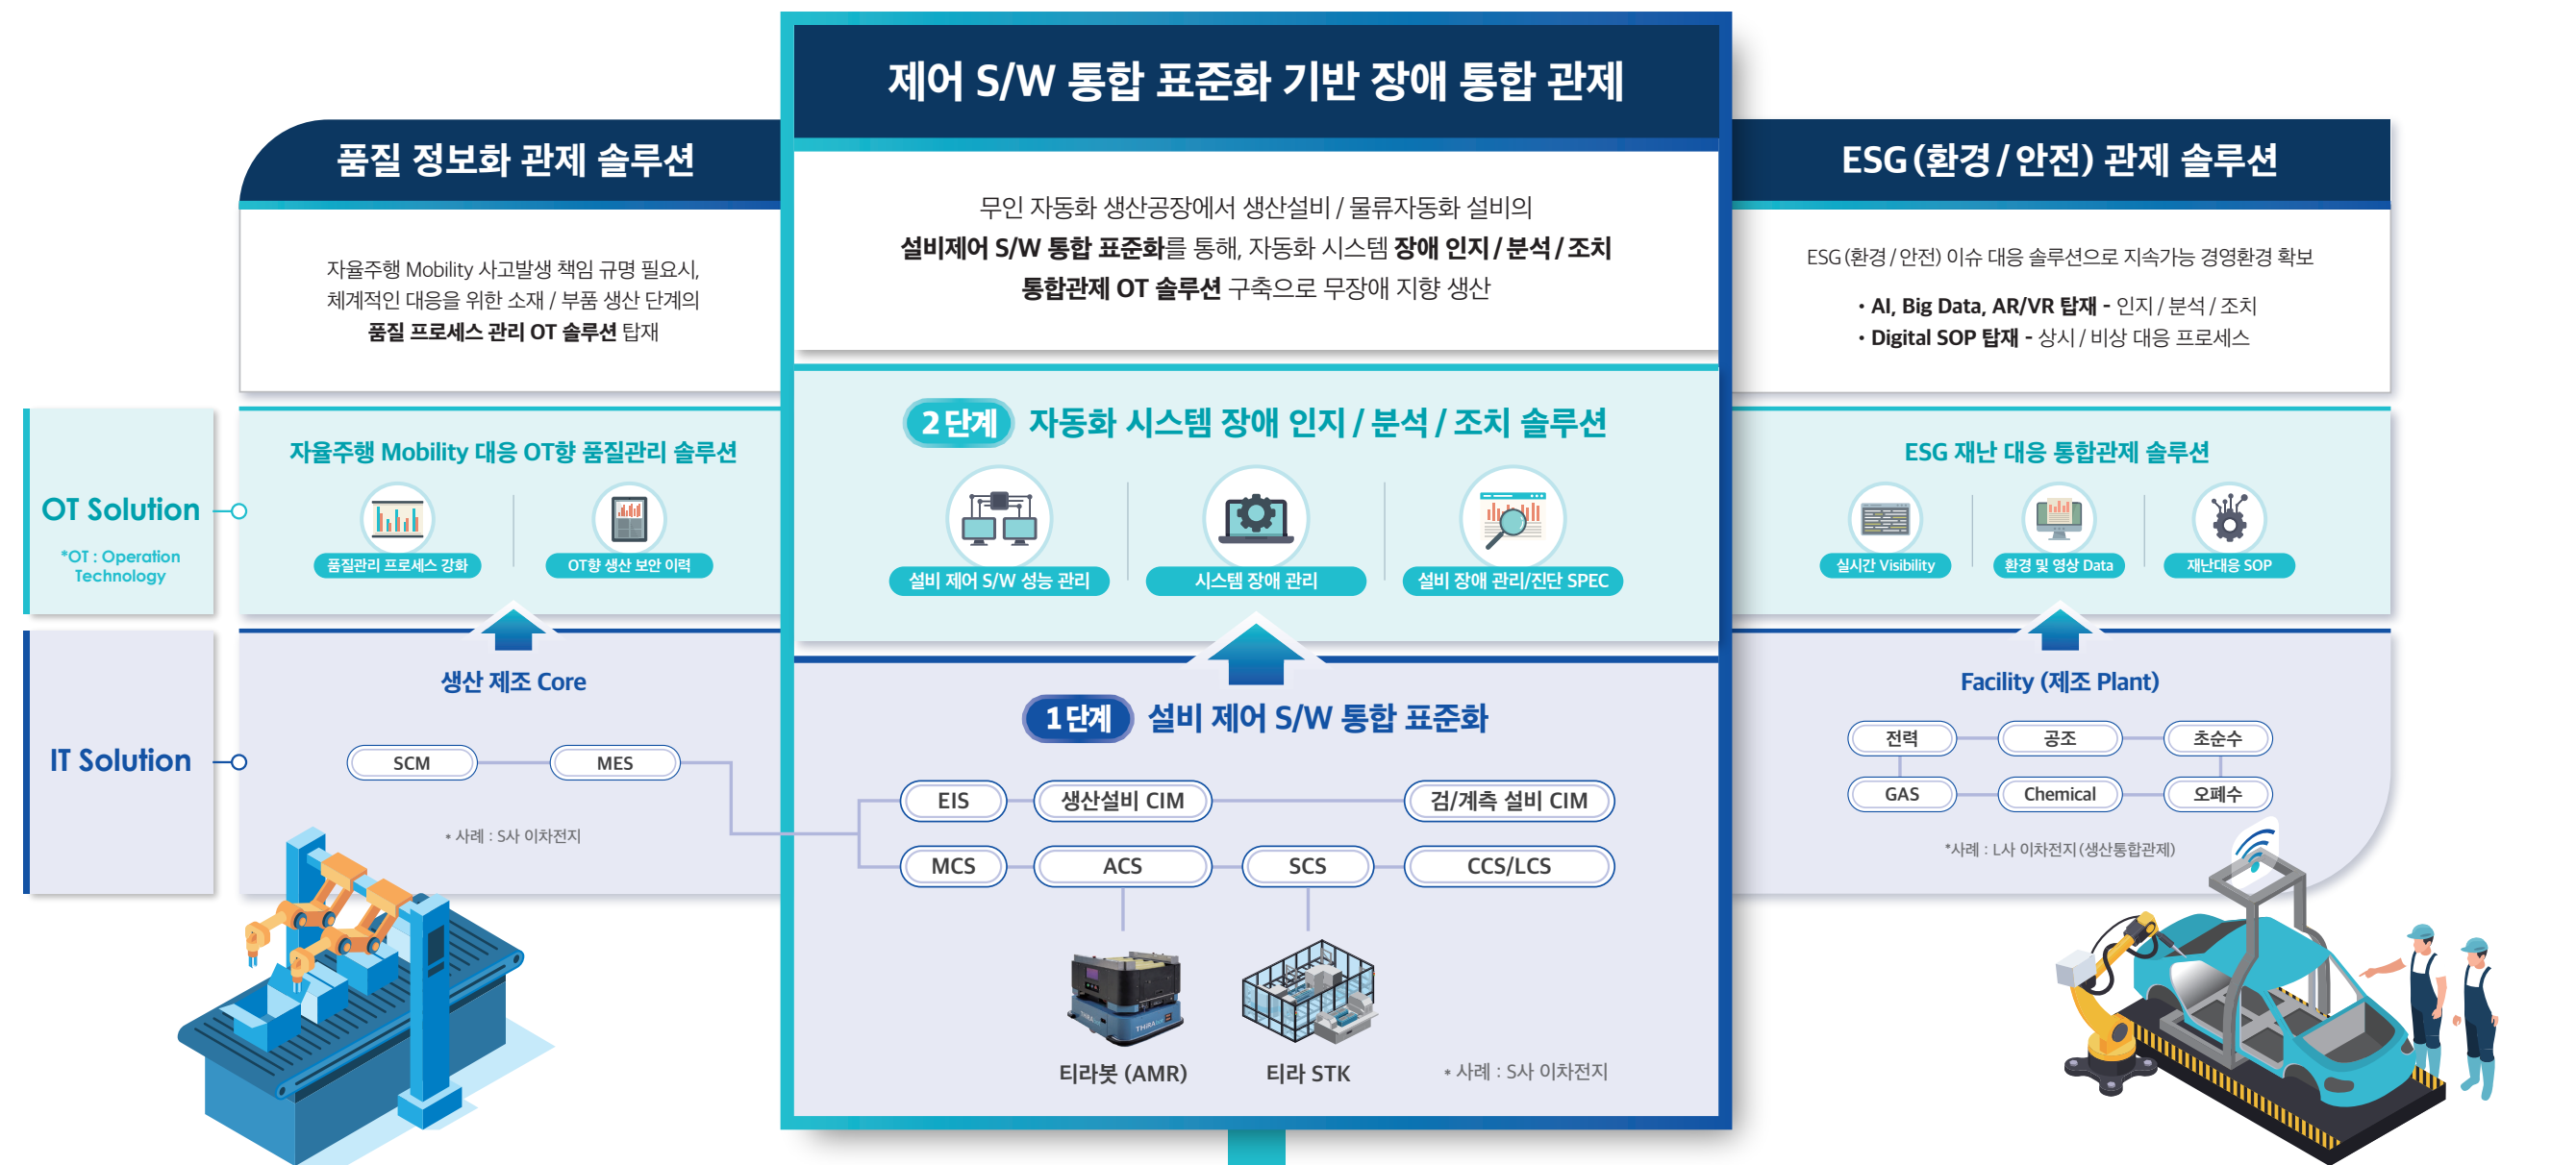 제어 S/W 통합 표준화 기반 장애 통합 관제
무인 자동화 생산공장에서 생산설비 / 물류자동화 설비의
설비제어 S/W 통합 표준화를 통해, 자동화 시스템 장애 인지 / 분석 / 조치
통합관제 OT 솔루션 구축으로 무장애 지향 생산
품질 정보화 관제 솔루션
자율주행 Mobility 사고발생 책임 규명 필요시,
체계적인 대응을 위한 소재 / 부품 생산 단계의
품질 프로세스 관리 OT 솔루션 탑재
ESG (환경 / 안전) 관제 솔루션
ESG (환경 / 안전) 이슈 대응 솔루션으로 지속가능 경영환경 확보
• AI, Big Data, AR/VR 탑재 - 인지 / 분석 / 조치
• Digital SOP 탑재 - 상시 / 비상 대응 프로세스
OT Solution
*OT : Operation
Technology
자율주행 Mobility 대응 OT향 품질관리 솔루션
품질관리 프로세스 강화
OT향 생산 보안 이력
2단계 자동화 시스템 장애 인지 / 분석 / 조치 솔루션
설비 제어 S/W 성능 관리
시스템 장애 관리
설비 장애 관리/진단 SPEC
ESG 재난 대응 통합관제 솔루션
실시간 Visibility
환경 및 영상 Data
재난대응 SOP
IT Solution
생산 제조 Core
SCM
MES
* 사례 : S사 이차전지
1단계 설비 제어 S/W 통합 표준화
EIS
생산설비 CIM
검/계측 설비 CIM
MCS
ACS
SCS
CCS/LCS
THIRA
티라봇 (AMR)
티라 STK
* 사례 : S사 이차전지
Facility (제조 Plant)
전력
공조
초순수
GAS
Chemical
오폐수
*사례 : L사 이차전지 (생산통합관제)